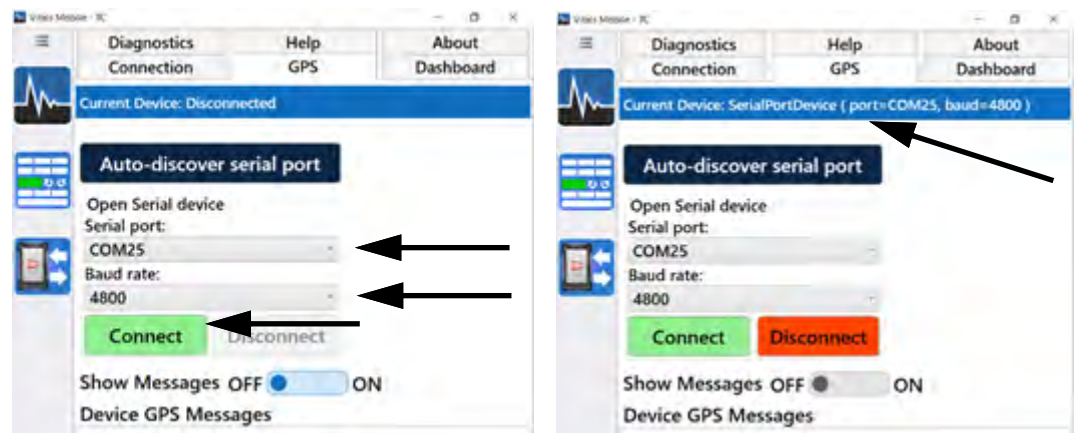 Diagnostics Help About
Connection GPS Dashboard
Current Device: Disconnected
Auto-discover serial port
Open Serial device
Serial port:
COM25
Baud rate:
4800
Connect Disconnect
Show Messages OFF ON
Device GPS Messages
Diagnostics Help About
Connection GPS Dashboard
Current Device: SerialPortDevice ( port=COM25, baud=4800 )
Auto-discover serial port
Open Serial device
Serial port:
COM25
Baud rate:
4800
Connect Disconnect
Show Messages OFF ON
Device GPS Messages